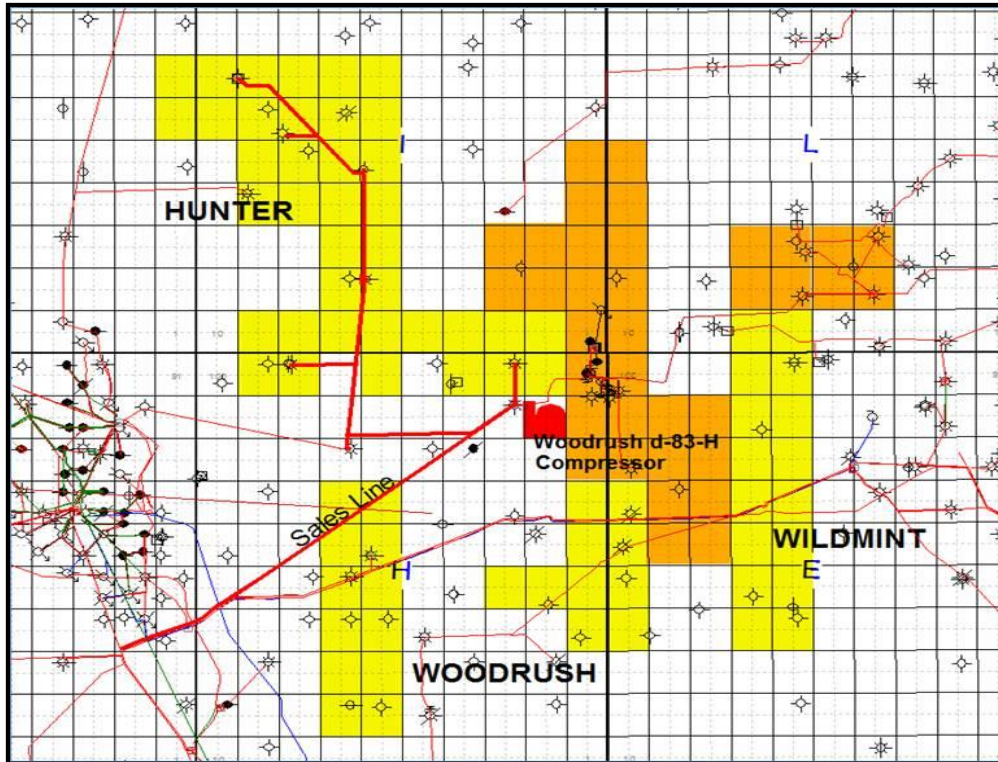 I
L
HUNTER
Woodrush d-83-H
Compressor
Sales Line
WILDMINT
H
E
WOODRUSH